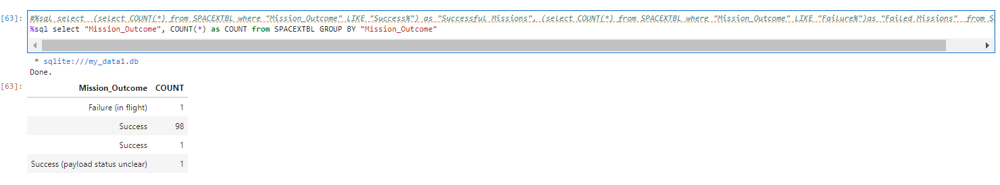 [63]: #%sql select (select COUNT(*) from SPACEXTBL where "Mission_Outcome" LIKE "Success%") as "Successful Missions", (select COUNT(*) from SPACEXTBL where "Mission_Outcome" LIKE "Failure%")as "Failed Missions" from
%sql select "Mission_Outcome", COUNT(*) as COUNT from SPACEXTBL GROUP BY "Mission_Outcome"
* sqlite:///my_data1.db
Done.
[63]: Mission_Outcome COUNT
Failure (in flight) 1
Success 98
Success 1
Success (payload status unclear) 1